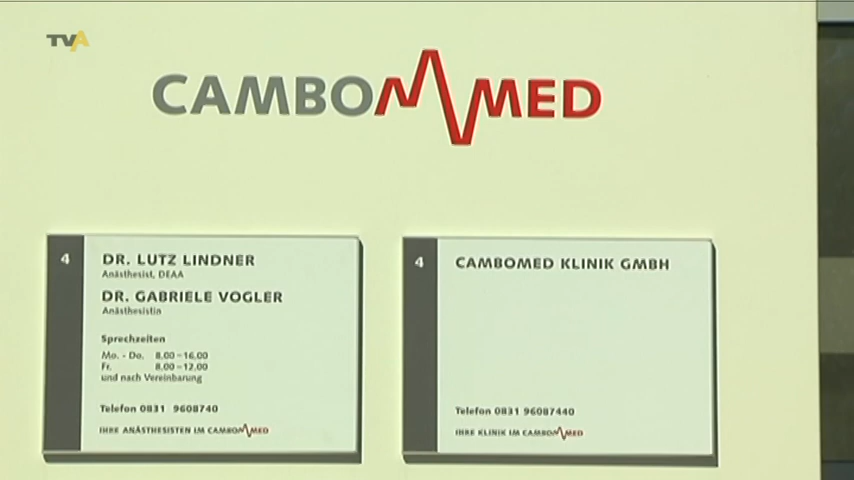 TVA
CAMBOMED
4
DR. LUTZ LINDNER
Anästhesist, DEAA
DR. GABRIELE VOGLER
Anästhesistin
Sprechzeiten
Mo. - Do. 8.00 - 16.00
Fr. 8.00 - 12.00
und nach Vereinbarung
Telefon 0831 9608740
IHRE ANÄSTHESISTEN IM CAMBOMED
4
CAMBOMED KLINIK GMBH
Telefon 0831 96087440
IHRE KLINIK IM CAMBOMED